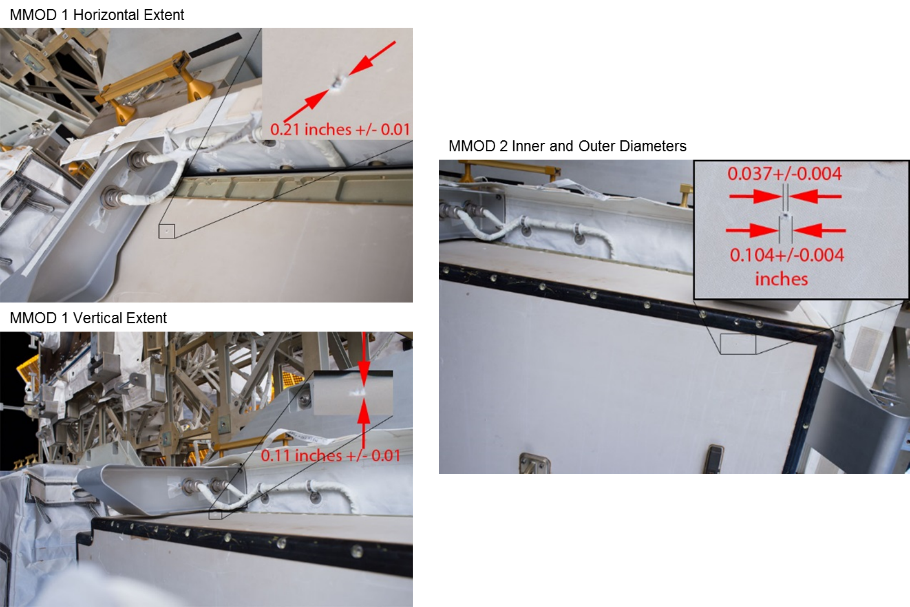 MMOD 1 Horizontal Extent
0.21 inches +/- 0.01
MMOD 1 Vertical Extent
0.11 inches +/- 0.01
MMOD 2 Inner and Outer Diameters
0.037+/-0.004
0.104+/-0.004
inches